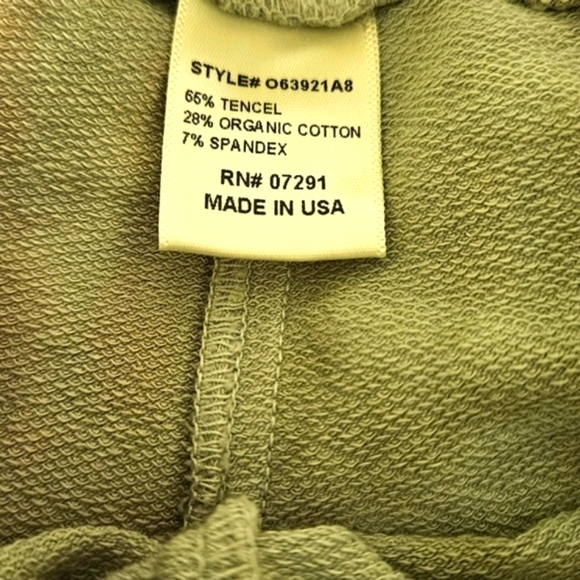 STYLE# O63921A8
65% TENCEL
28% ORGANIC COTTON
7% SPANDEX
RN# 07291
MADE IN USA